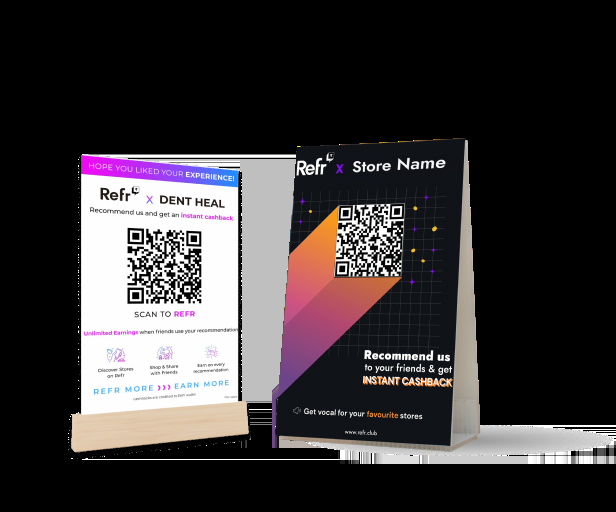 HOPE YOU LIKED YOUR EXPERIENCE!
Refr X DENT HEAL
Recommend us and get an instant cashback
SCAN TO REFR
Unlimited Earnings when friends use your recommendation
Discover Stores
on Refr
Shop & Share
with Friends
Earn on every
recommendation
REFR MORE ❯❯❯ EARN MORE
Refr X Store Name
Recommend us
to your friends & get
INSTANT CASHBACK
Get vocal for your favourite stores
www.refr.club